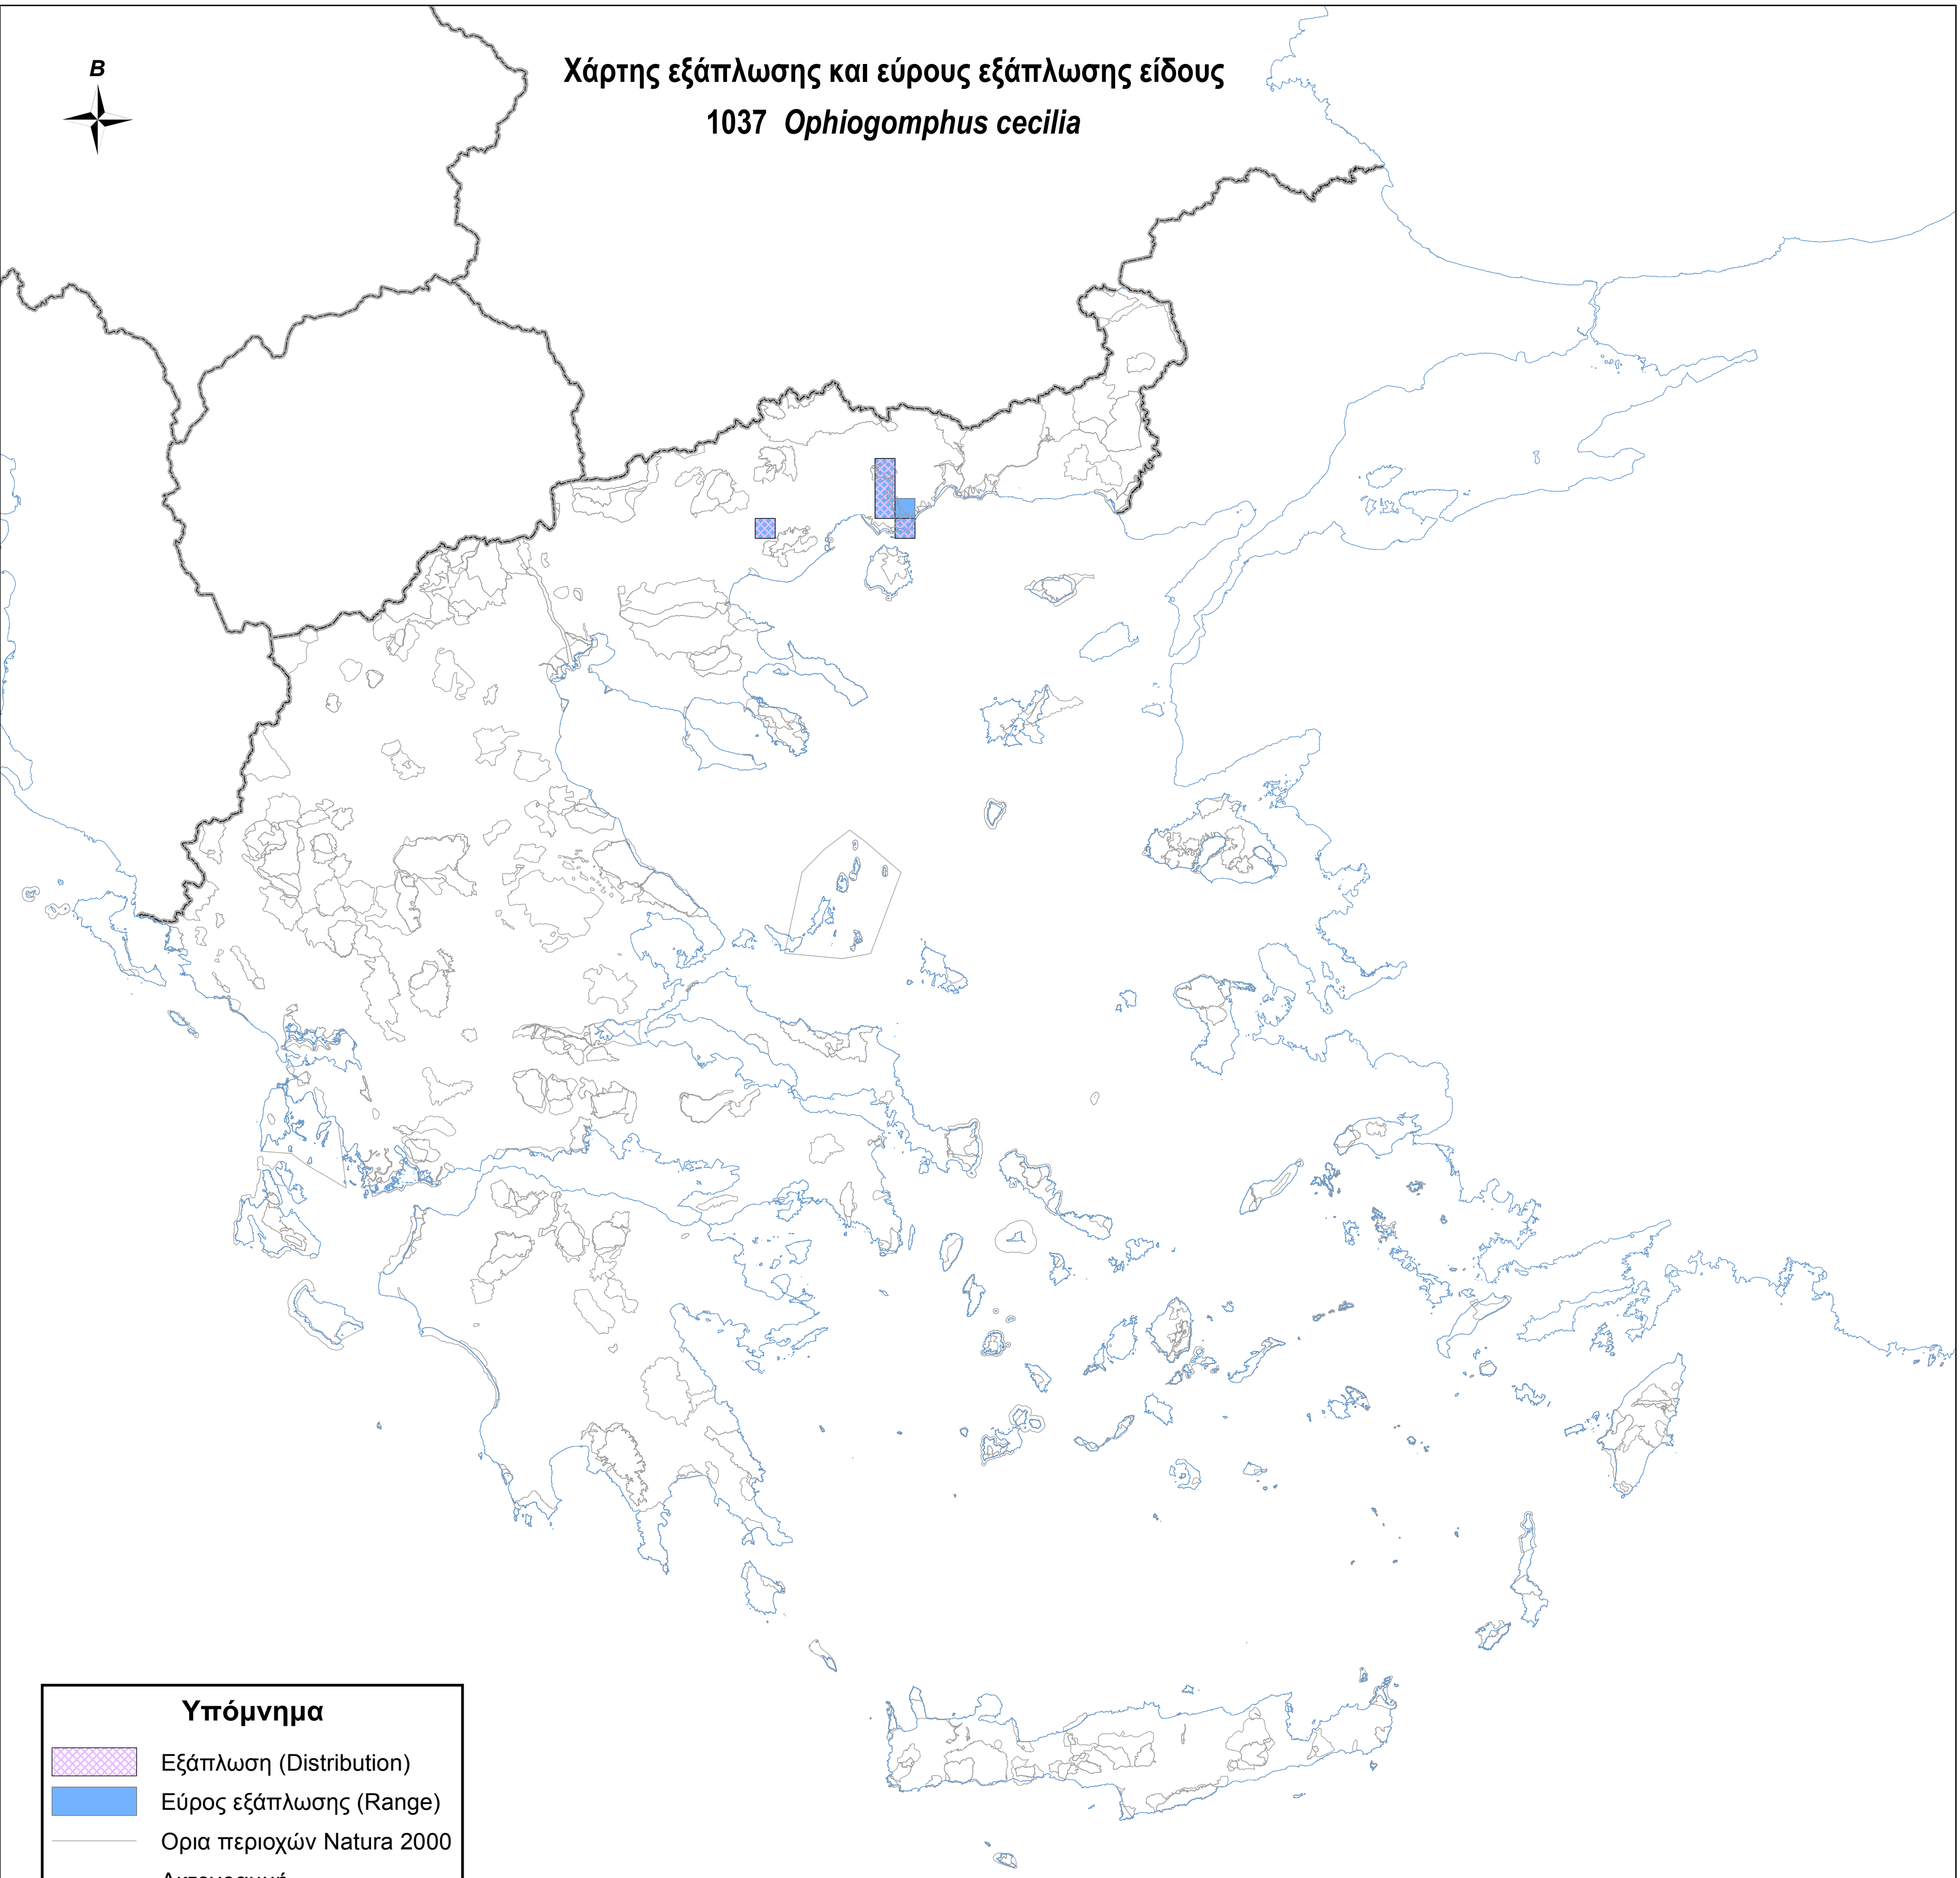 Χάρτης εξάπλωσης και εύρους εξάπλωσης είδους
1037 Ophiogomphus cecilia
Β
Υπόμνημα
Εξάπλωση (Distribution)
Εύρος εξάπλωσης (Range)
Ορια περιοχών Natura 2000